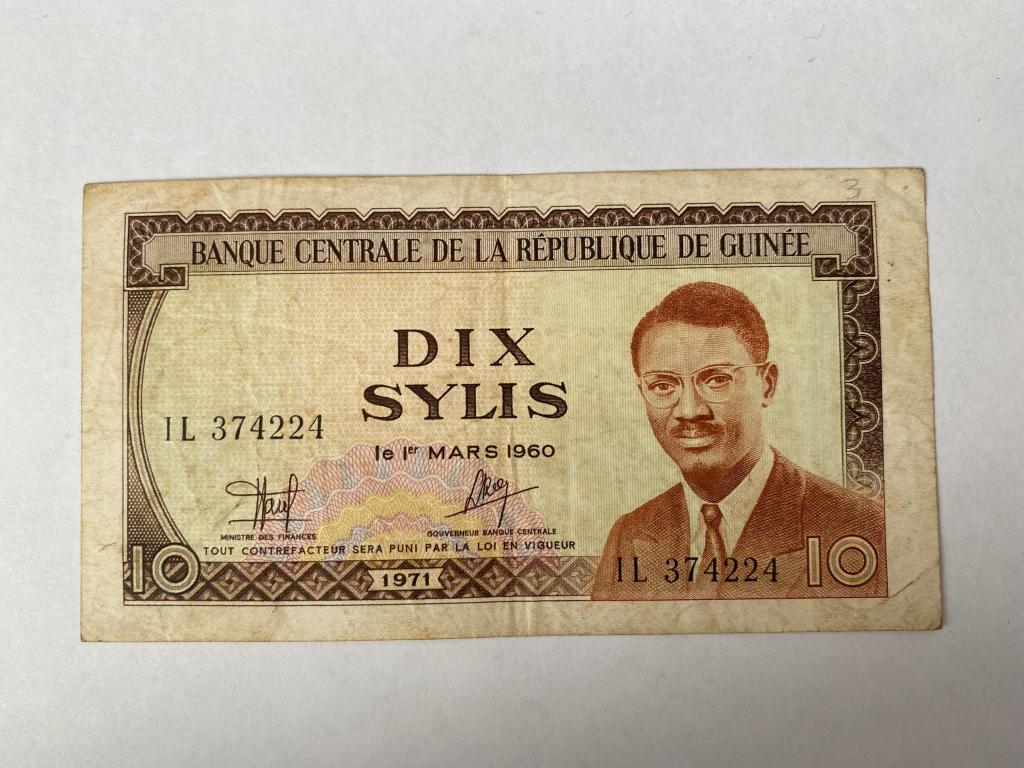 3
BANQUE CENTRALE DE LA RÉPUBLIQUE DE GUINÉE
DIX
SYLIS
IL 374224
le 1er MARS 1960
MINISTRE DES FINANCES
GOUVERNEUR BANQUE CENTRALE
TOUT CONTREFACTEUR SERA PUNI PAR LA LOI EN VIGUEUR
10
1971
IL 374224
10